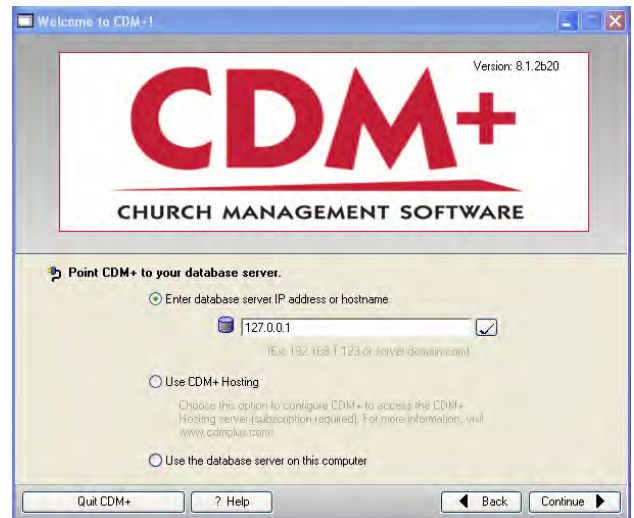 Welcome to CDM+!
Version: 8.1.2b20
CDM+
CHURCH MANAGEMENT SOFTWARE
Point CDM+ to your database server.
Enter database server IP address or hostname
127.0.0.1
(Ex: 192.168.1.123 or server.domain.com)
Use CDM+ Hosting
Choose this option to configure CDM+ to access the CDM+
Hosting server (subscription required). For more information, visit
www.cdmplus.com
Use the database server on this computer
Quit CDM+ ? Help Back Continue